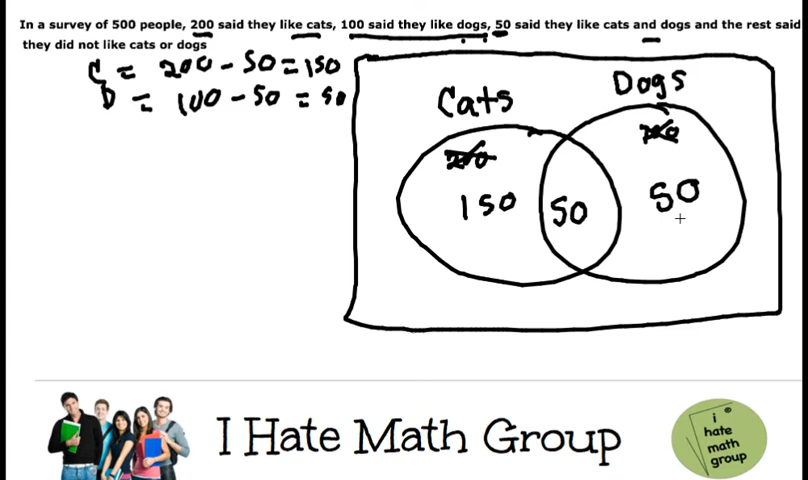 In a survey of 500 people, 200 said they like cats, 100 said they like dogs, 50 said they like cats and dogs and the rest said
they did not like cats or dogs
C = 200 - 50 = 150
D = 100 - 50 = 50
Cats
Dogs
200
150
50
50
I Hate Math Group
i
hate
math
group